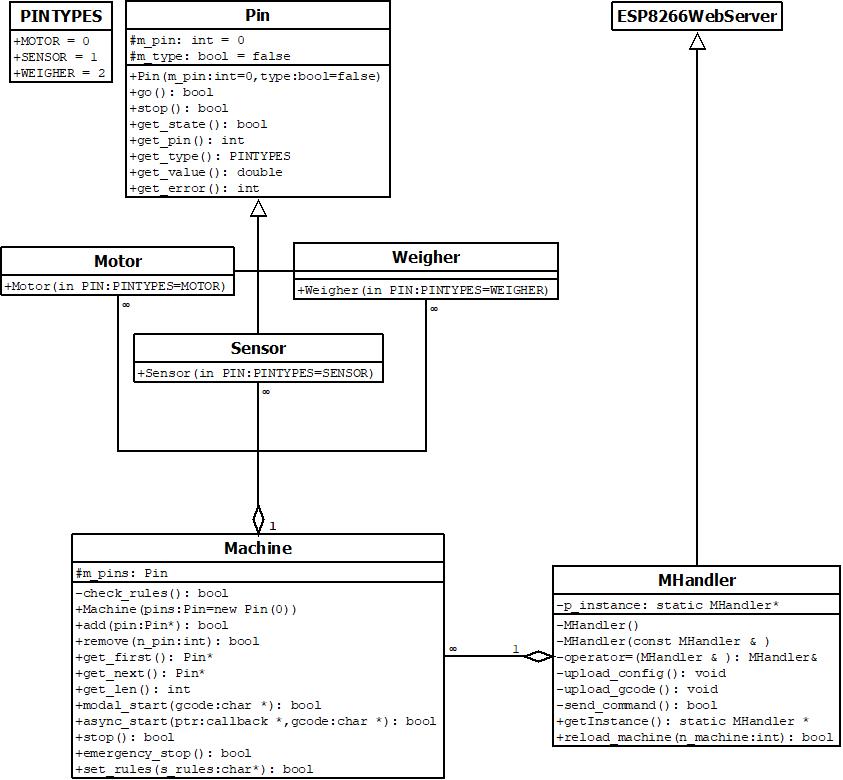 PINTYPES
+MOTOR = 0
+SENSOR = 1
+WEIGHER = 2
Pin
#m_pin: int = 0
#m_type: bool = false
+Pin(m_pin:int=0,type:bool=false)
+go(): bool
+stop(): bool
+get_state(): bool
+get_pin(): int
+get_type(): PINTYPES
+get_value(): double
+get_error(): int
ESP8266WebServer
Motor
+Motor(in PIN:PINTYPES=MOTOR)
∞
Weigher
+Weigher(in PIN:PINTYPES=WEIGHER)
∞
Sensor
+Sensor(in PIN:PINTYPES=SENSOR)
∞
1
Machine
#m_pins: Pin
-check_rules(): bool
+Machine(pins:Pin=new Pin(0))
+add(pin:Pin*): bool
+remove(n_pin:int): bool
+get_first(): Pin*
+get_next(): Pin*
+get_len(): int
+modal_start(gcode:char *): bool
+async_start(ptr:callback *,gcode:char *): bool
+stop(): bool
+emergency_stop(): bool
+set_rules(s_rules:char*): bool
∞
1
MHandler
-p_instance: static MHandler*
-MHandler()
-MHandler(const MHandler & )
-operator=(MHandler & ): MHandler&
-upload_config(): void
-upload_gcode(): void
-send_command(): bool
+getInstance(): static MHandler *
+reload_machine(n_machine:int): bool